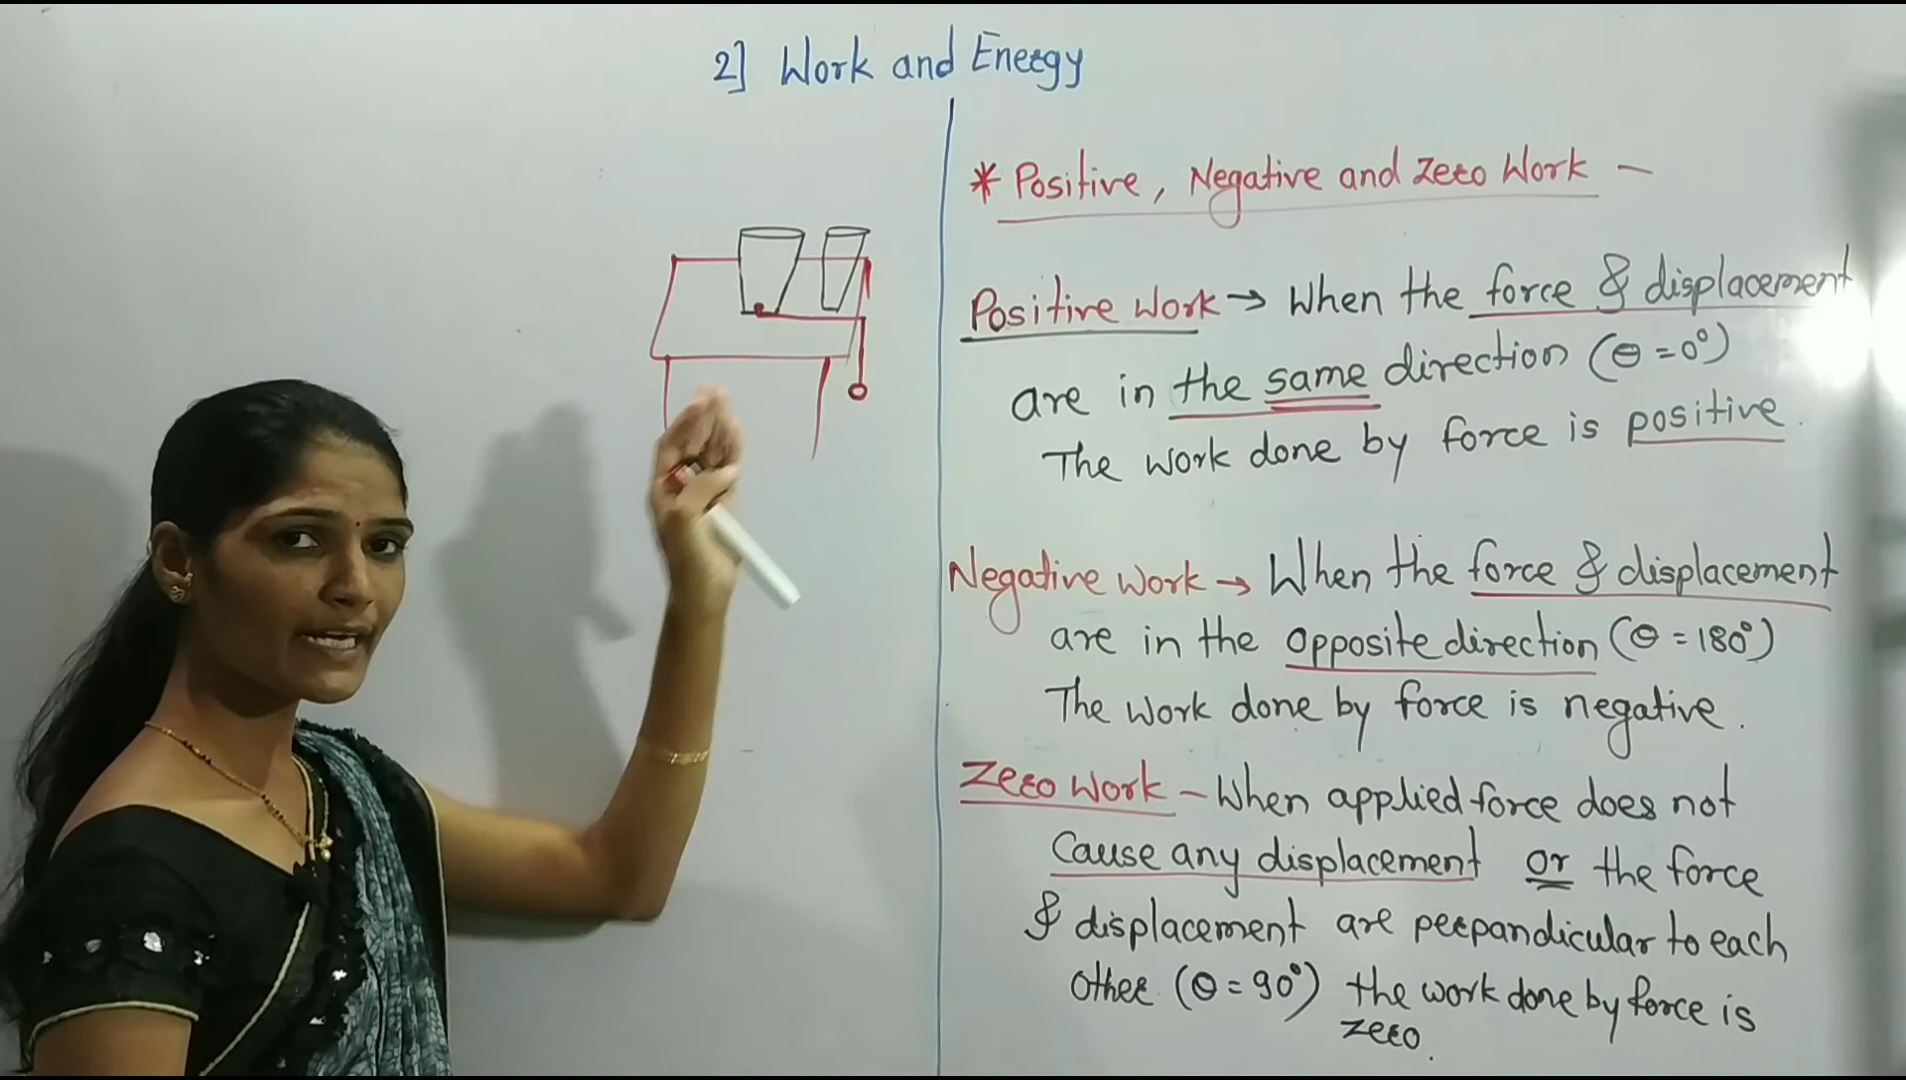 2] Work and Energy
* Positive, Negative and Zero Work —
Positive Work → When the force & displacement
are in the same direction (θ = 0°)
The work done by force is positive.
Negative Work → When the force & displacement
are in the opposite direction (θ = 180°)
The work done by force is negative.
Zero Work – When applied force does not
Cause any displacement or the force
& displacement are perpandicular to each
other (θ = 90°) the work done by force is
zero.